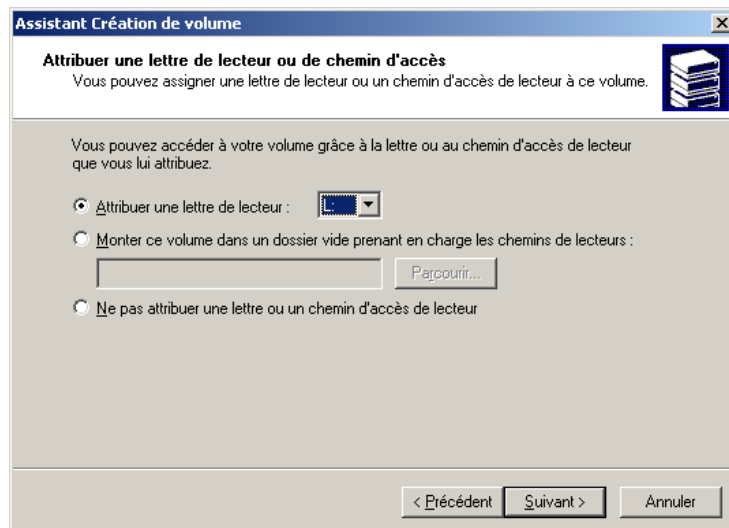 Assistant Création de volume
Attribuer une lettre de lecteur ou de chemin d'accès
Vous pouvez assigner une lettre de lecteur ou un chemin d'accès de lecteur à ce volume.
Vous pouvez accéder à votre volume grâce à la lettre ou au chemin d'accès de lecteur
que vous lui attribuez.
Attribuer une lettre de lecteur : L:
Monter ce volume dans un dossier vide prenant en charge les chemins de lecteurs :
Parcourir...
Ne pas attribuer une lettre ou un chemin d'accès de lecteur
< Précédent Suivant > Annuler